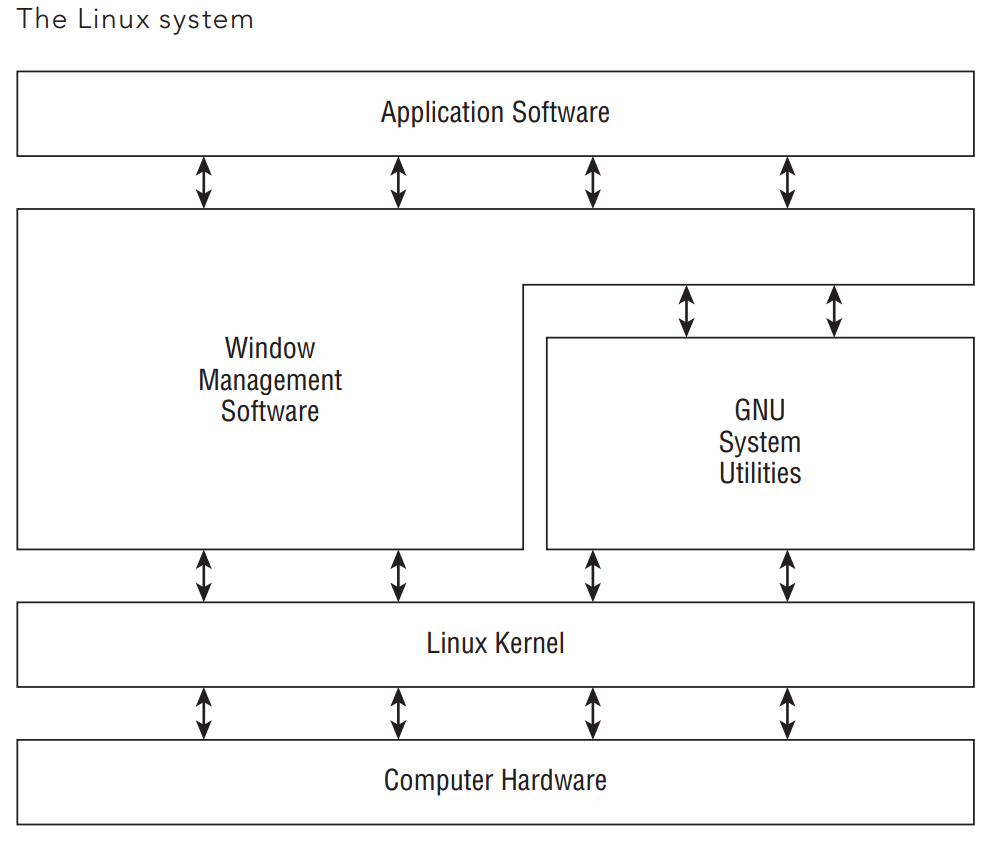 The Linux system
Application Software
Window
Management
Software
GNU
System
Utilities
Linux Kernel
Computer Hardware